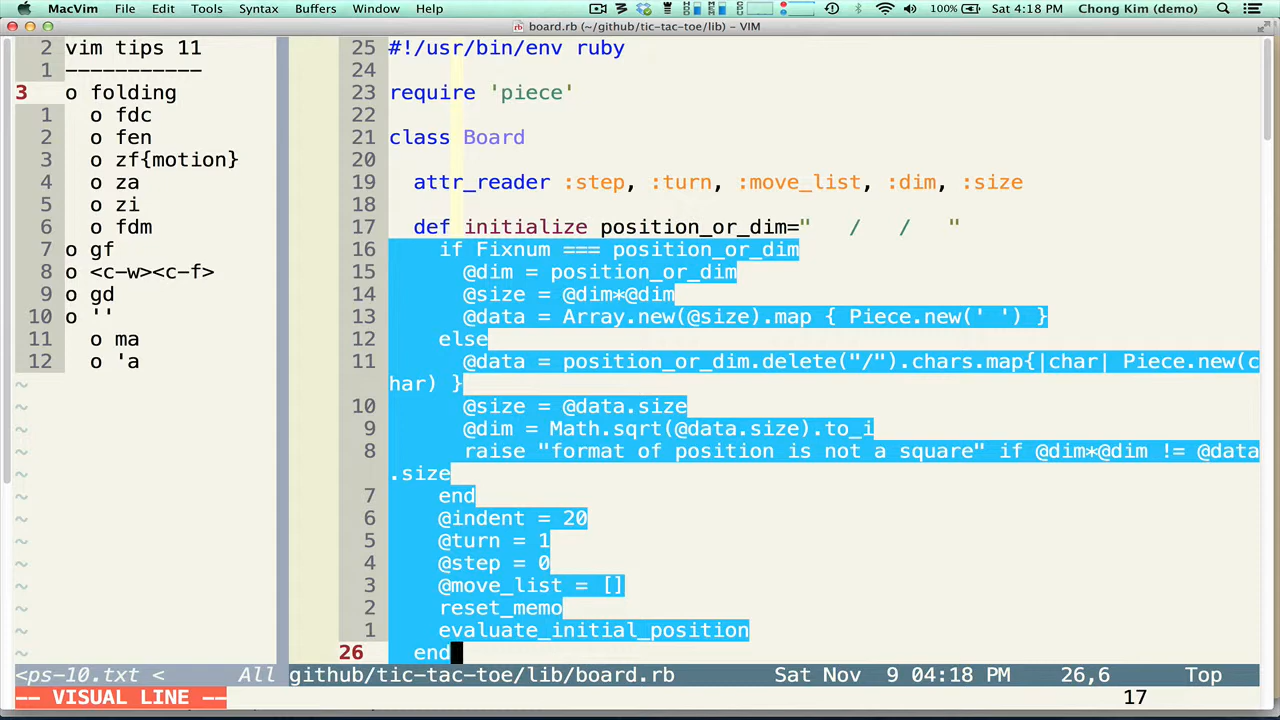 MacVim File Edit Tools Syntax Buffers Window Help 100% Sat 4:18 PM Chong Kim (demo)
board.rb (~/github/tic-tac-toe/lib) - VIM
2 vim tips 11
1 -----------
3 o folding
1 o fdc
2 o fen
3 o zf{motion}
4 o za
5 o zi
6 o fdm
7 o gf
8 o <c-w><c-f>
9 o gd
10 o ''
11 o ma
12 o 'a
~
~
~
~
~
~
~
~
~
~
~
~
~
25 #!/usr/bin/env ruby
24
23 require 'piece'
22
21 class Board
20
19 attr_reader :step, :turn, :move_list, :dim, :size
18
17 def initialize position_or_dim="   /   /   "
16 if Fixnum === position_or_dim
15 @dim = position_or_dim
14 @size = @dim*@dim
13 @data = Array.new(@size).map { Piece.new(' ') }
12 else
11 @data = position_or_dim.delete("/").chars.map{|char| Piece.new(c
har) }
10 @size = @data.size
9 @dim = Math.sqrt(@data.size).to_i
8 raise "format of position is not a square" if @dim*@dim != @data
.size
7 end
6 @indent = 20
5 @turn = 1
4 @step = 0
3 @move_list = []
2 reset_memo
1 evaluate_initial_position
26 end
<ps-10.txt < All github/tic-tac-toe/lib/board.rb Sat Nov 9 04:18 PM 26,6 Top
-- VISUAL LINE -- 17